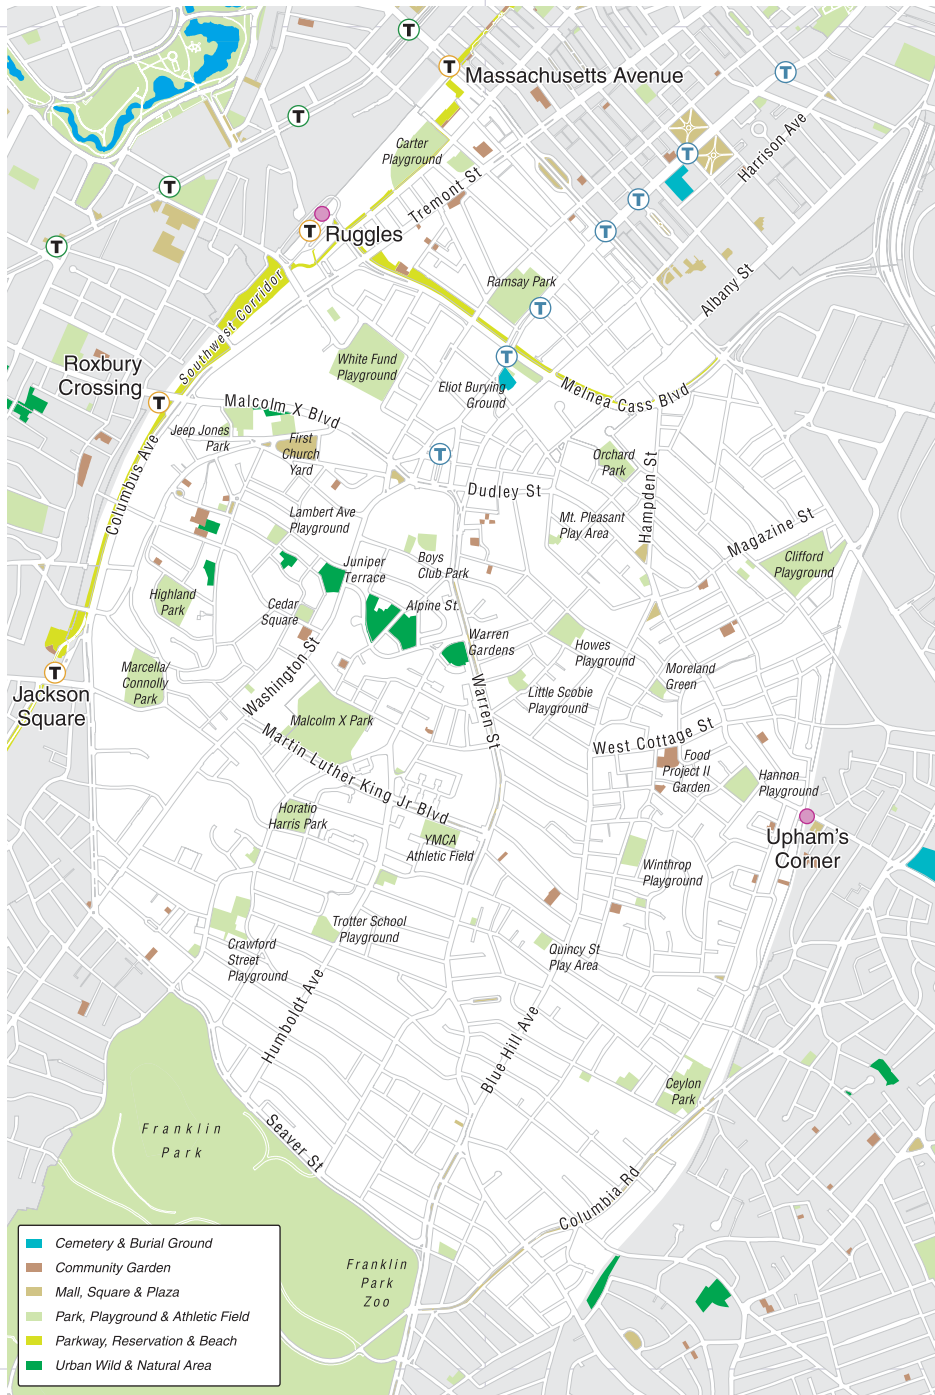 T
T
Massachusetts Avenue
T
T
Carter
Playground
Harrison Ave
T
T
Tremont St
T
T
Ruggles
T
T
Ramsay Park
Albany St
Southwest Corridor
T
White Fund
Playground
T
Roxbury
Crossing
Eliot Burying
Ground
Melnea Cass Blvd
T
Malcolm X Blvd
Jeep Jones
Park
First
Church
Yard
Columbus Ave
T
Orchard
Park
Hampden St
Dudley St
Lambert Ave
Playground
Mt. Pleasant
Play Area
Magazine St
Juniper
Terrace
Boys
Club Park
Clifford
Playground
Highland
Park
Cedar
Square
Alpine St.
Warren
Gardens
Howes
Playground
Marcella/
Connolly
Park
Washington St
Moreland
Green
T
Jackson
Square
Little Scobie
Playground
Warren St
Malcolm X Park
Martin Luther King Jr Blvd
West Cottage St
Food
Project II
Garden
Hannon
Playground
Horatio
Harris Park
YMCA
Athletic Field
Upham's
Corner
Winthrop
Playground
Trotter School
Playground
Crawford
Street
Playground
Quincy St
Play Area
Humboldt Ave
Blue Hill Ave
Ceylon
Park
Franklin
Park
Seaver St
Columbia Rd
Franklin
Park
Zoo
Cemetery & Burial Ground
Community Garden
Mall, Square & Plaza
Park, Playground & Athletic Field
Parkway, Reservation & Beach
Urban Wild & Natural Area